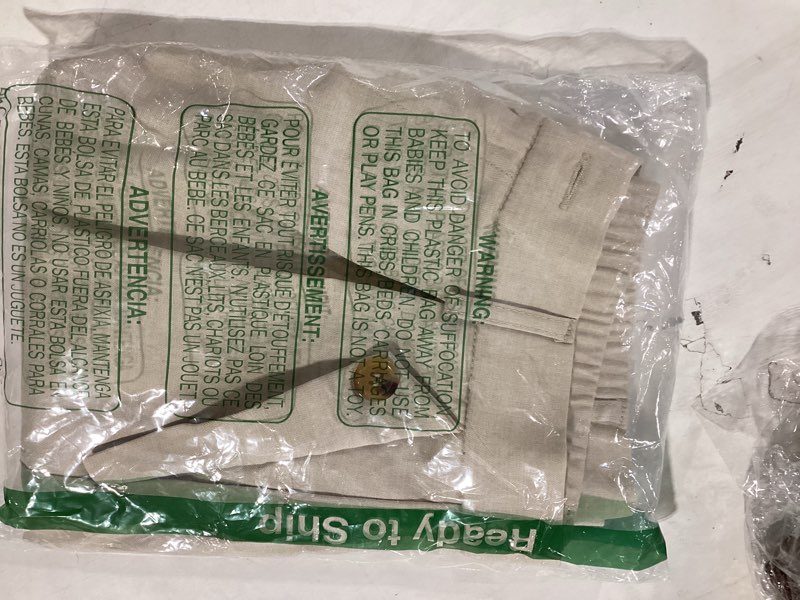 WARNING:
TO AVOID DANGER OF SUFFOCATION,
KEEP THIS PLASTIC BAG AWAY FROM
BABIES AND CHILDREN. DO NOT USE
THIS BAG IN CRIBS, BEDS, CARRIAGES
OR PLAY PENS. THIS BAG IS NOT TOY.
AVERTISSEMENT:
POUR ÉVITER TOUT RISQUE D'ÉTOUFFEMENT,
GARDEZ CE SAC EN PLASTIQUE LOIN DES
BEBÉS ET LES ENFANTS. N'UTILISEZ PAS CE
SAC DANS LES BERCEAUX, LITS, CHARIOTS OU
PARC AU BEBE. CE SAC N'EST PAS UN JOUET.
ADVERTENCIA:
PARA EVITAR EL PELIGRO DE ASFIXIA, MANTENGA
ESTA BOLSA DE PLASTICO FUERA DEL ALCANCE
DE BEBES Y NIÑOS. NO USAR ESTA BOLSA EN
CUNAS, CAMAS, CARRIOLAS O CORRALES PARA
BEBES. ESTA BOLSA NO ES UN JUGUETE.
Ready to Ship